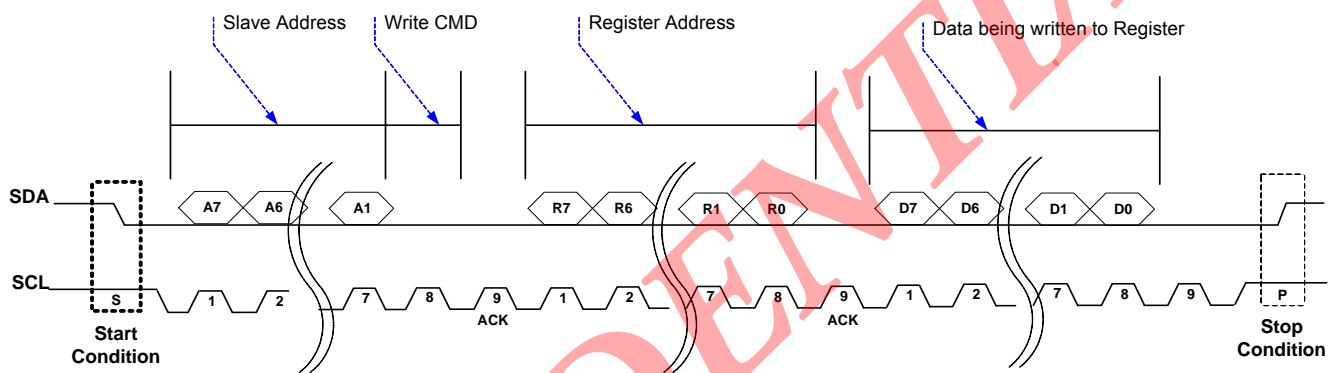 Slave Address Write CMD Register Address Data being written to Register
SDA A7 A6 A1 R7 R6 R1 R0 D7 D6 D1 D0
SCL S 1 2 7 8 9 1 2 7 8 9 1 2 7 8 9 P
ACK ACK
Start Stop
Condition Condition